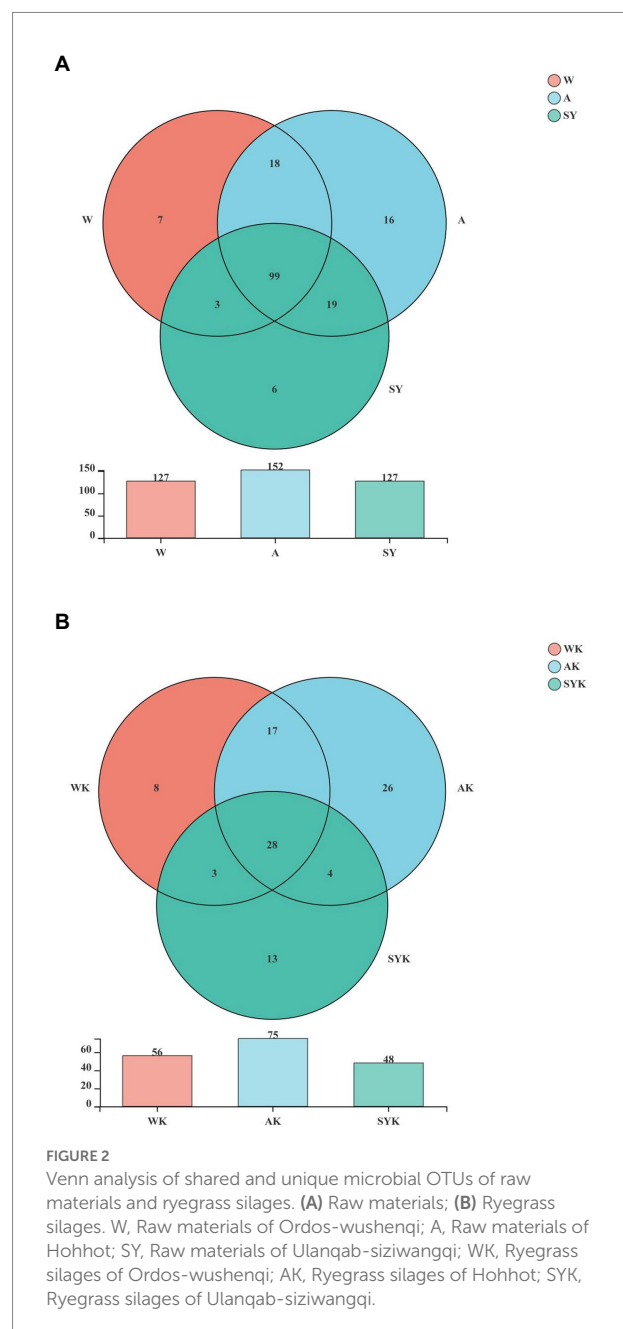 A
W
A
SY
18
W
7
16
A
99
3
19
6
SY
150
100
50
0
127
152
127
W
A
SY
B
WK
AK
SYK
17
WK
8
26
AK
28
3
4
13
SYK
60
40
20
0
56
75
48
WK
AK
SYK
FIGURE 2
Venn analysis of shared and unique microbial OTUs of raw
materials and ryegrass silages. (A) Raw materials; (B) Ryegrass
silages. W, Raw materials of Ordos-wushenqi; A, Raw materials of
Hohhot; SY, Raw materials of Ulanqab-siziwangqi; WK, Ryegrass
silages of Ordos-wushenqi; AK, Ryegrass silages of Hohhot; SYK,
Ryegrass silages of Ulanqab-siziwangqi.